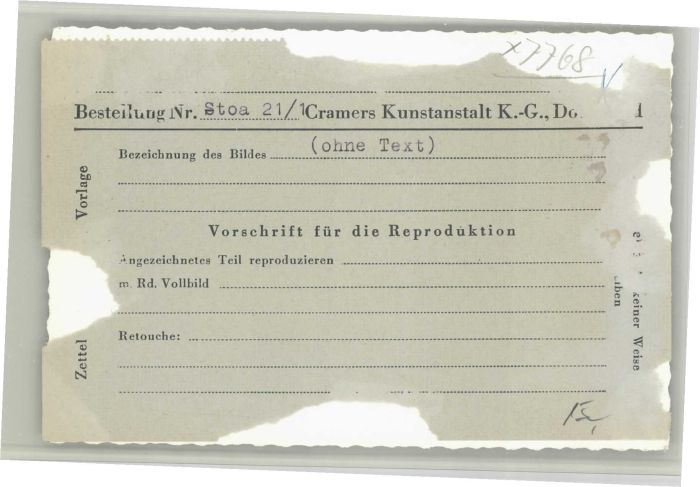 x7768
Bestellung Nr. Stoa 21/1 Cramers Kunstanstalt K.-G., Do
Bezeichnung des Bildes (ohne Text)
Vorlage
Vorschrift für die Reproduktion
Angezeichnetes Teil reproduzieren
m. Rd. Vollbild
Retouche:
Zettel
keiner Weise